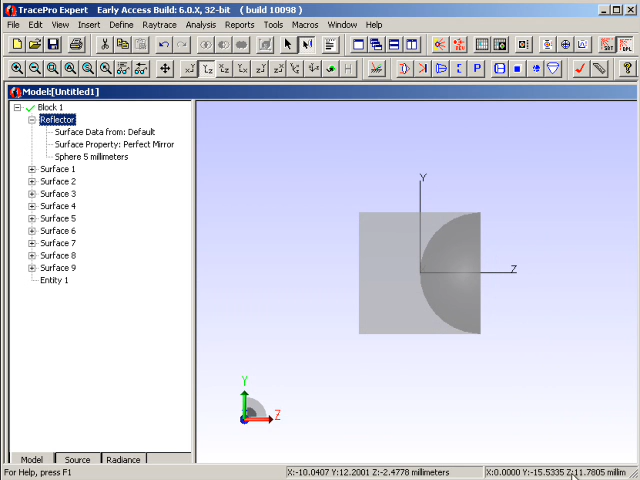 TracePro Expert Early Access Build: 6.0.X, 32-bit ( build 10098 )
File Edit View Insert Define Raytrace Analysis Reports Tools Macros Window Help
Model:[Untitled1]
Block 1
Reflector
Surface Data from: Default
Surface Property: Perfect Mirror
Sphere 5 millimeters
Surface 1
Surface 2
Surface 3
Surface 4
Surface 5
Surface 6
Surface 7
Surface 8
Surface 9
Entity 1
Y
Z
Y
Z
Model Source Radiance
For Help, press F1
X:-10.0407 Y:12.2001 Z:-2.4778 millimeters
X:0.0000 Y:-15.5335 Z:11.7805 millim